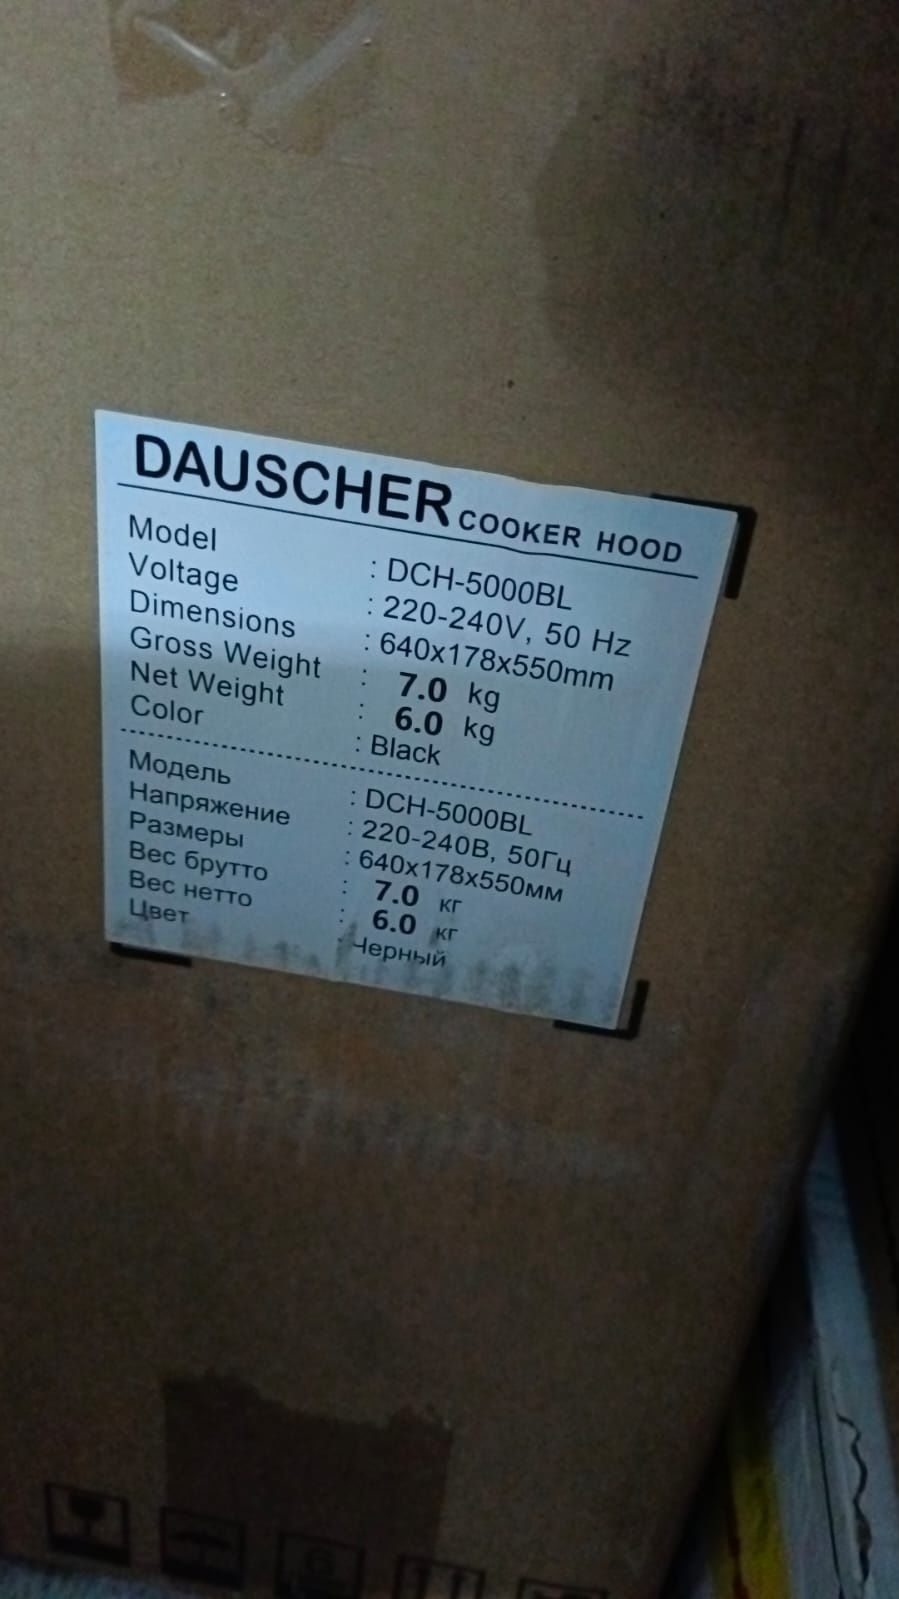 DAUSCHER COOKER HOOD
Model : DCH-5000BL
Voltage : 220-240V, 50 Hz
Dimensions : 640x178x550mm
Gross Weight : 7.0 kg
Net Weight : 6.0 kg
Color : Black
Модель : DCH-5000BL
Напряжение : 220-240В, 50Гц
Размеры : 640x178x550мм
Вес брутто : 7.0 кг
Вес нетто : 6.0 кг
Цвет : Черный
6